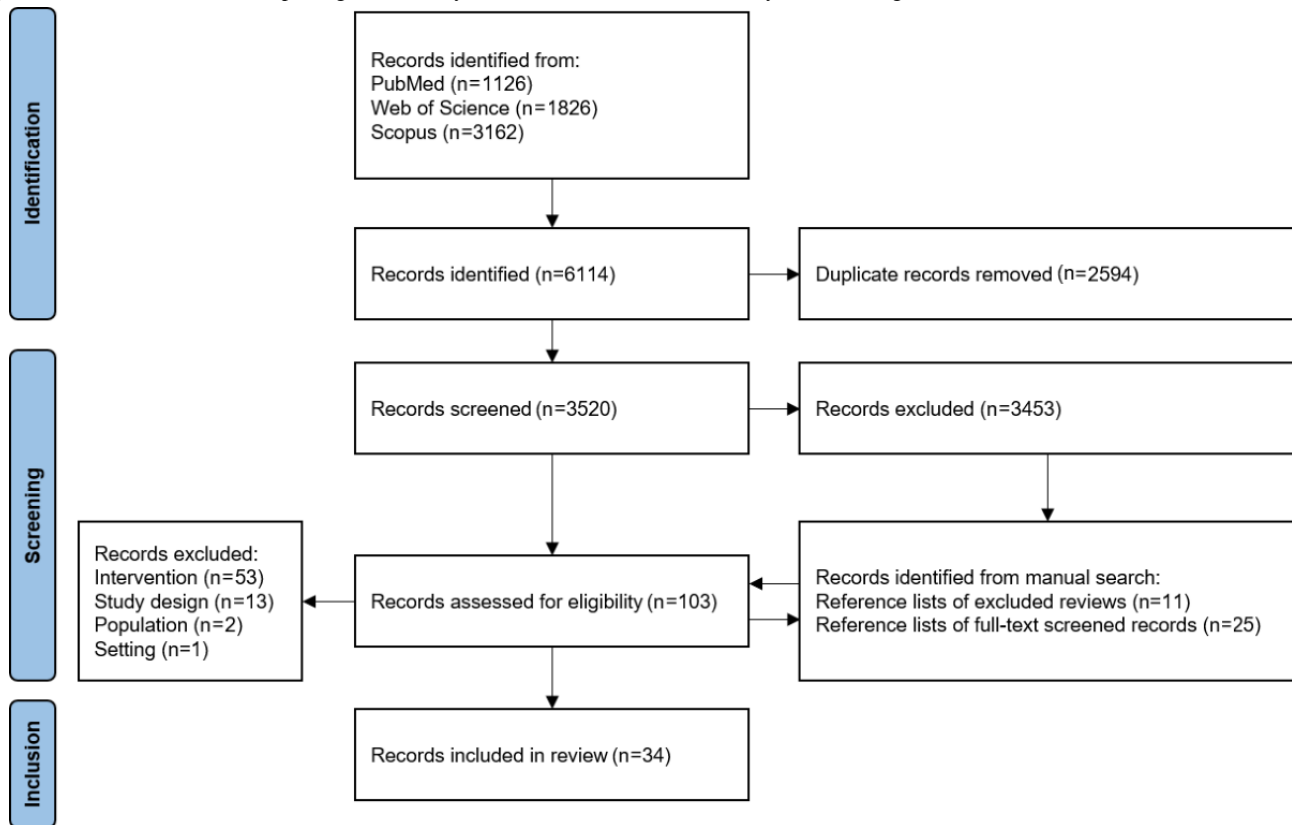 Identification
Records identified from:
PubMed (n=1126)
Web of Science (n=1826)
Scopus (n=3162)
Records identified (n=6114)
Duplicate records removed (n=2594)
Screening
Records screened (n=3520)
Records excluded (n=3453)
Records excluded:
Intervention (n=53)
Study design (n=13)
Population (n=2)
Setting (n=1)
Records assessed for eligibility (n=103)
Records identified from manual search:
Reference lists of excluded reviews (n=11)
Reference lists of full-text screened records (n=25)
Inclusion
Records included in review (n=34)